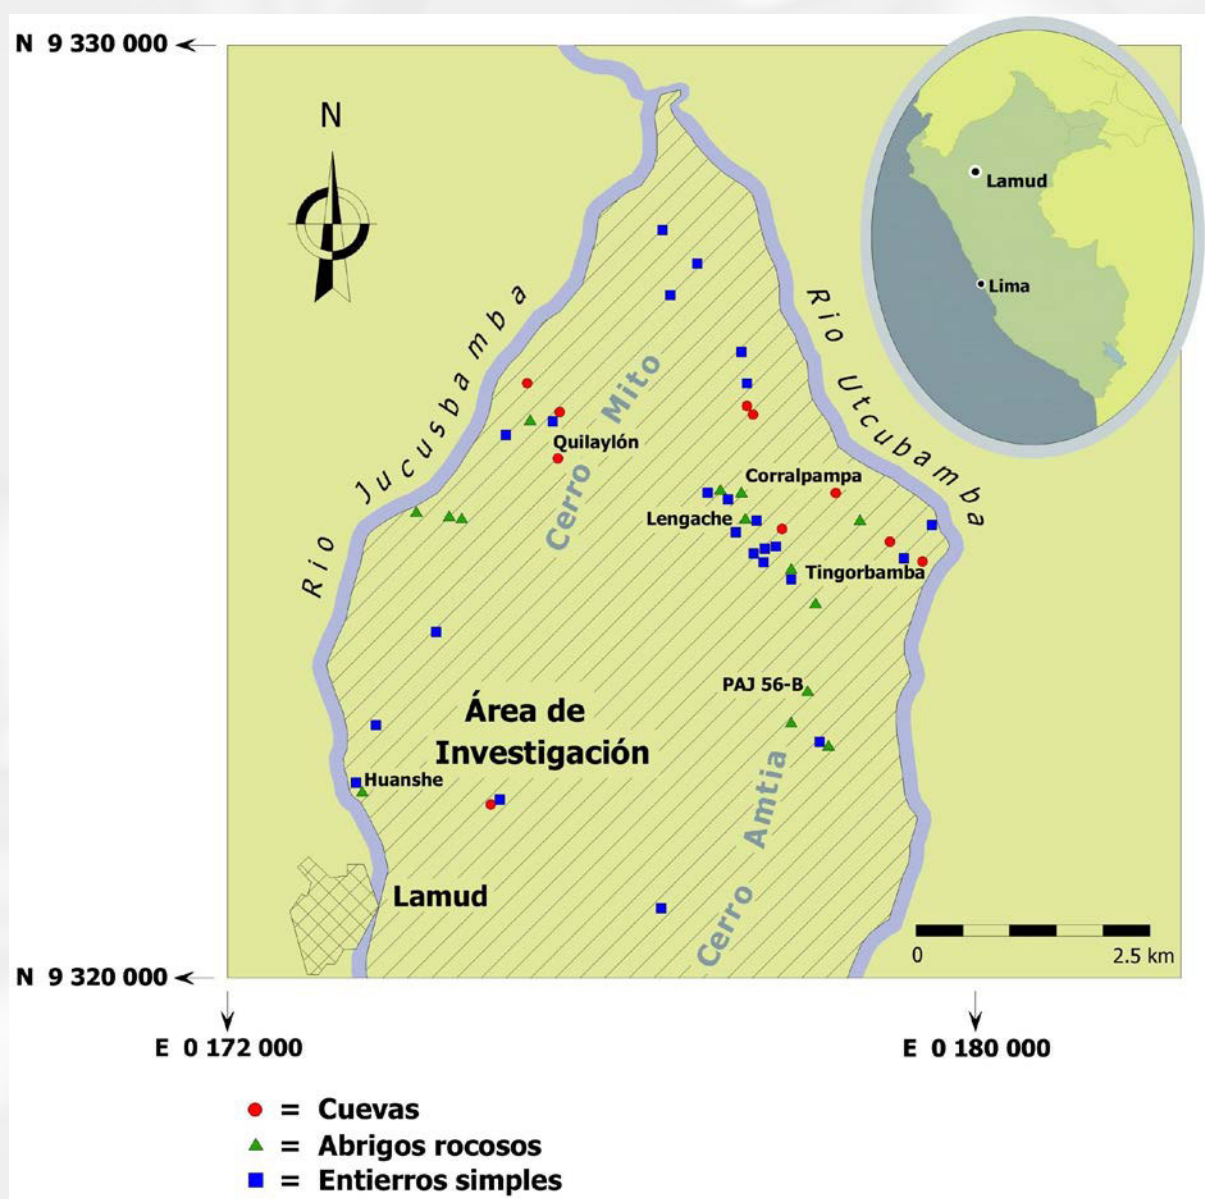 N 9 330 000
N
Lamud
Lima
Rio Jucusbamba
Rio Utcubamba
Cerro Mito
Quilaylón
Corralpampa
Lengache
Tingorbamba
PAJ 56-B
Área de
Investigación
Huanshe
Cerro Amtia
Lamud
0 2.5 km
N 9 320 000
E 0 172 000 E 0 180 000
= Cuevas
= Abrigos rocosos
= Entierros simples